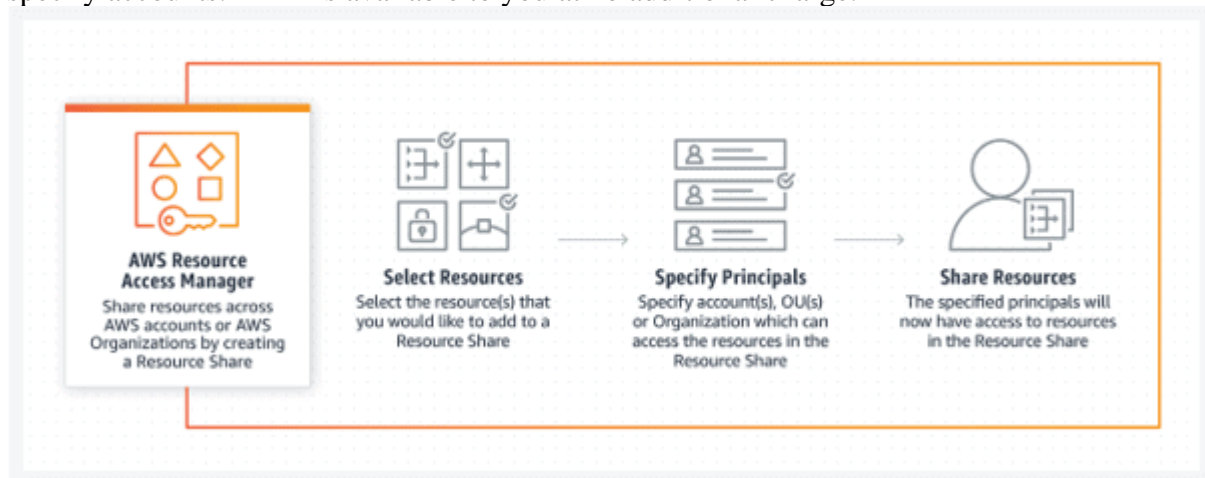 AWS Resource
Access Manager
Share resources across
AWS accounts or AWS
Organizations by creating
a Resource Share
Select Resources
Select the resource(s) that
you would like to add to a
Resource Share
Specify Principals
Specify account(s), OU(s)
or Organization which can
access the resources in the
Resource Share
Share Resources
The specified principals will
now have access to resources
in the Resource Share